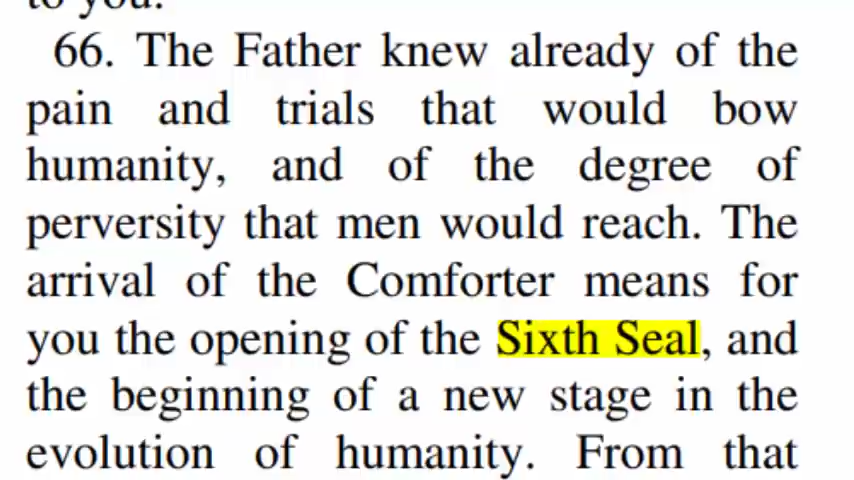 to you.
66. The Father knew already of the
pain and trials that would bow
humanity, and of the degree of
perversity that men would reach. The
arrival of the Comforter means for
you the opening of the Sixth Seal, and
the beginning of a new stage in the
evolution of humanity. From that